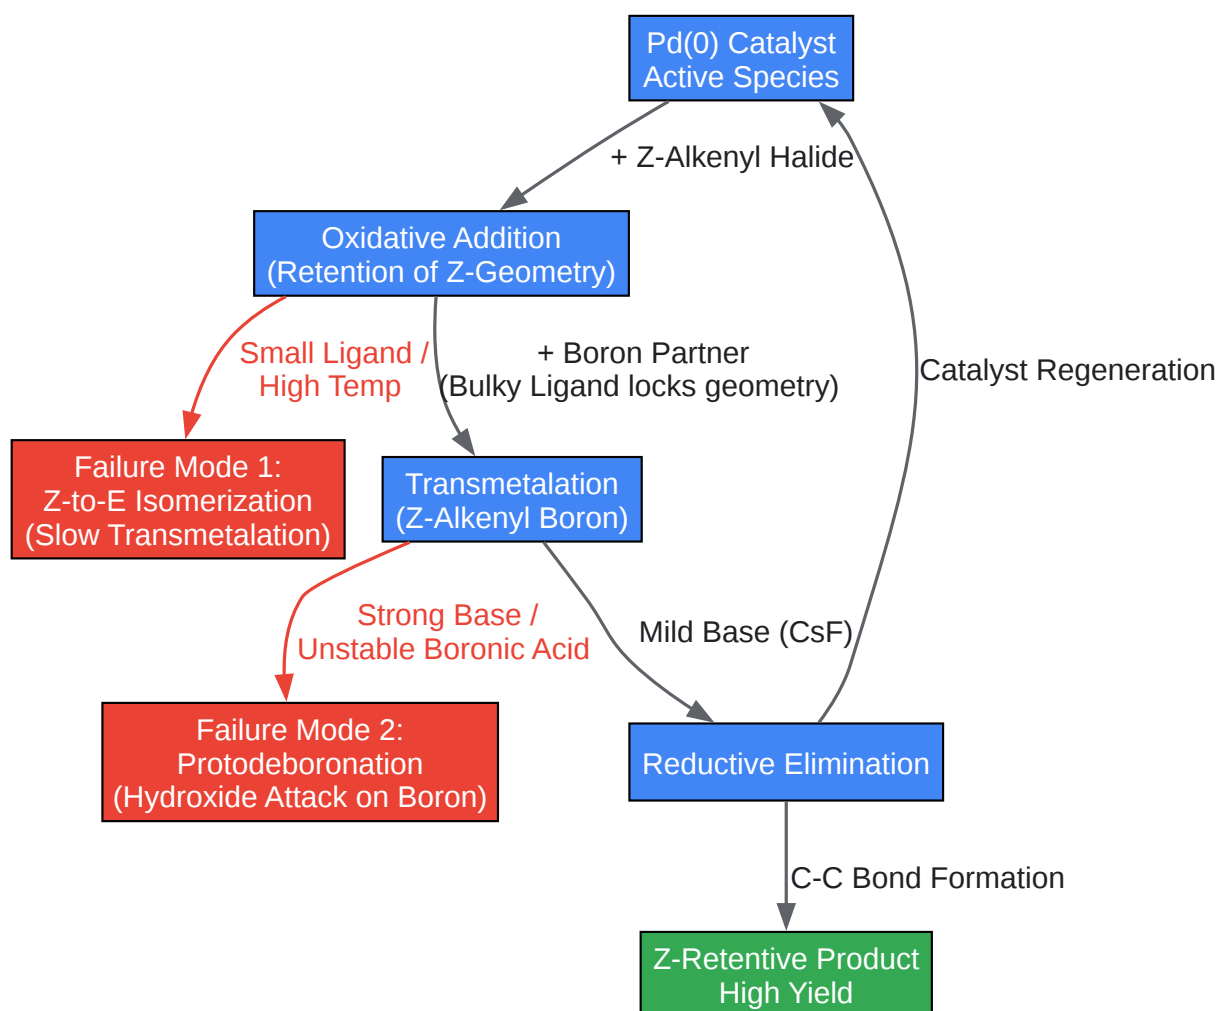 Pd(0) Catalyst
Active Species
+ Z-Alkenyl Halide
Oxidative Addition
(Retention of Z-Geometry)
Small Ligand /
High Temp
+ Boron Partner
(Bulky Ligand locks geometry)
Catalyst Regeneration
Failure Mode 1:
Z-to-E Isomerization
(Slow Transmetalation)
Transmetalation
(Z-Alkenyl Boron)
Strong Base /
Unstable Boronic Acid
Mild Base (CsF)
Failure Mode 2:
Protodeboronation
(Hydroxide Attack on Boron)
Reductive Elimination
C-C Bond Formation
Z-Retentive Product
High Yield